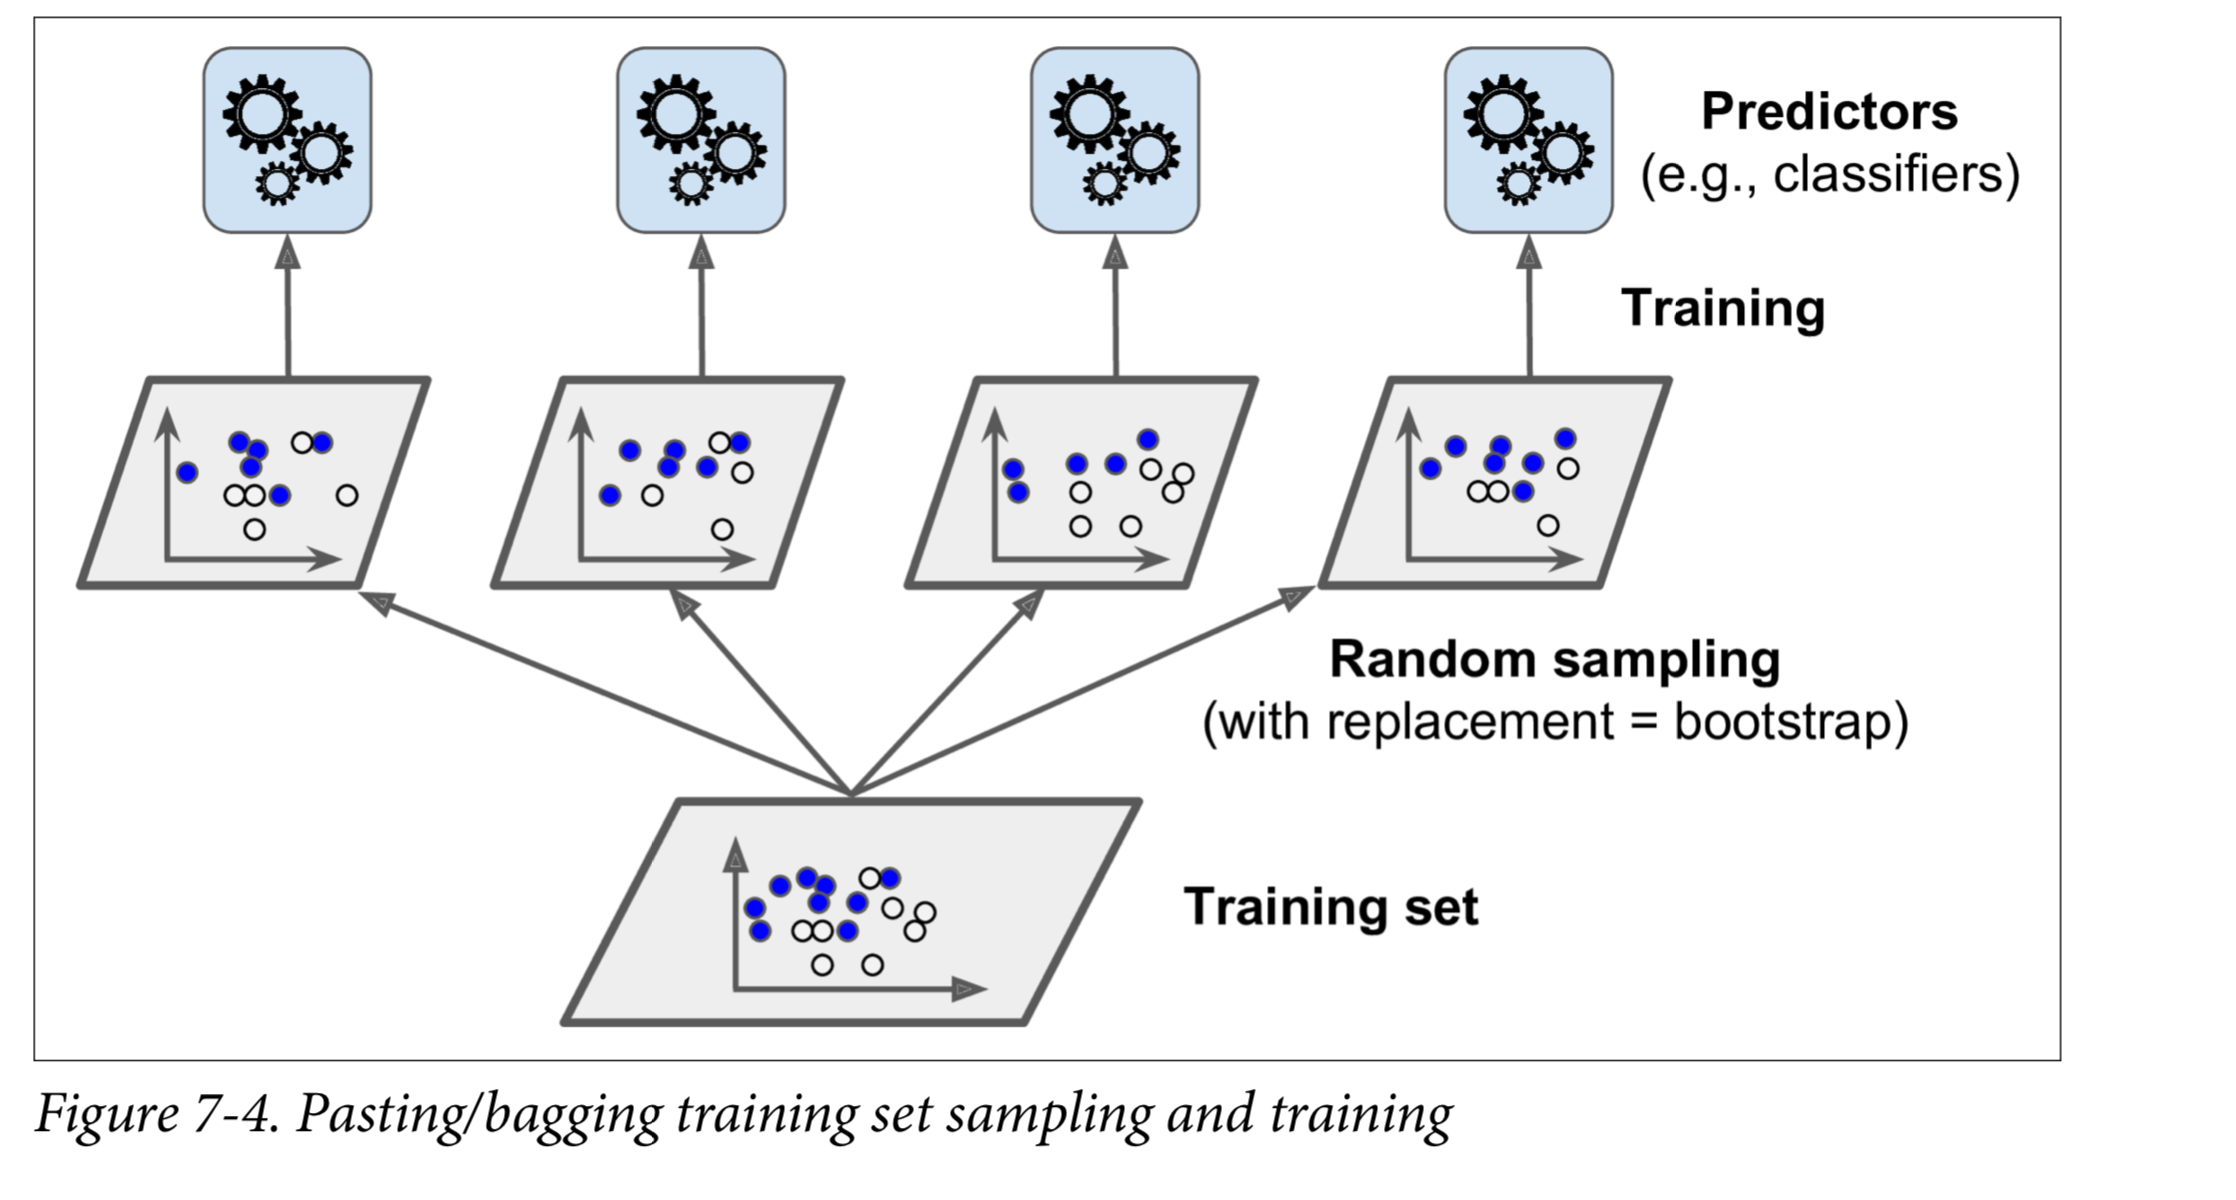 Predictors
(e.g., classifiers)
Training
Random sampling
(with replacement = bootstrap)
Training set
Figure 7-4. Pasting/bagging training set sampling and training